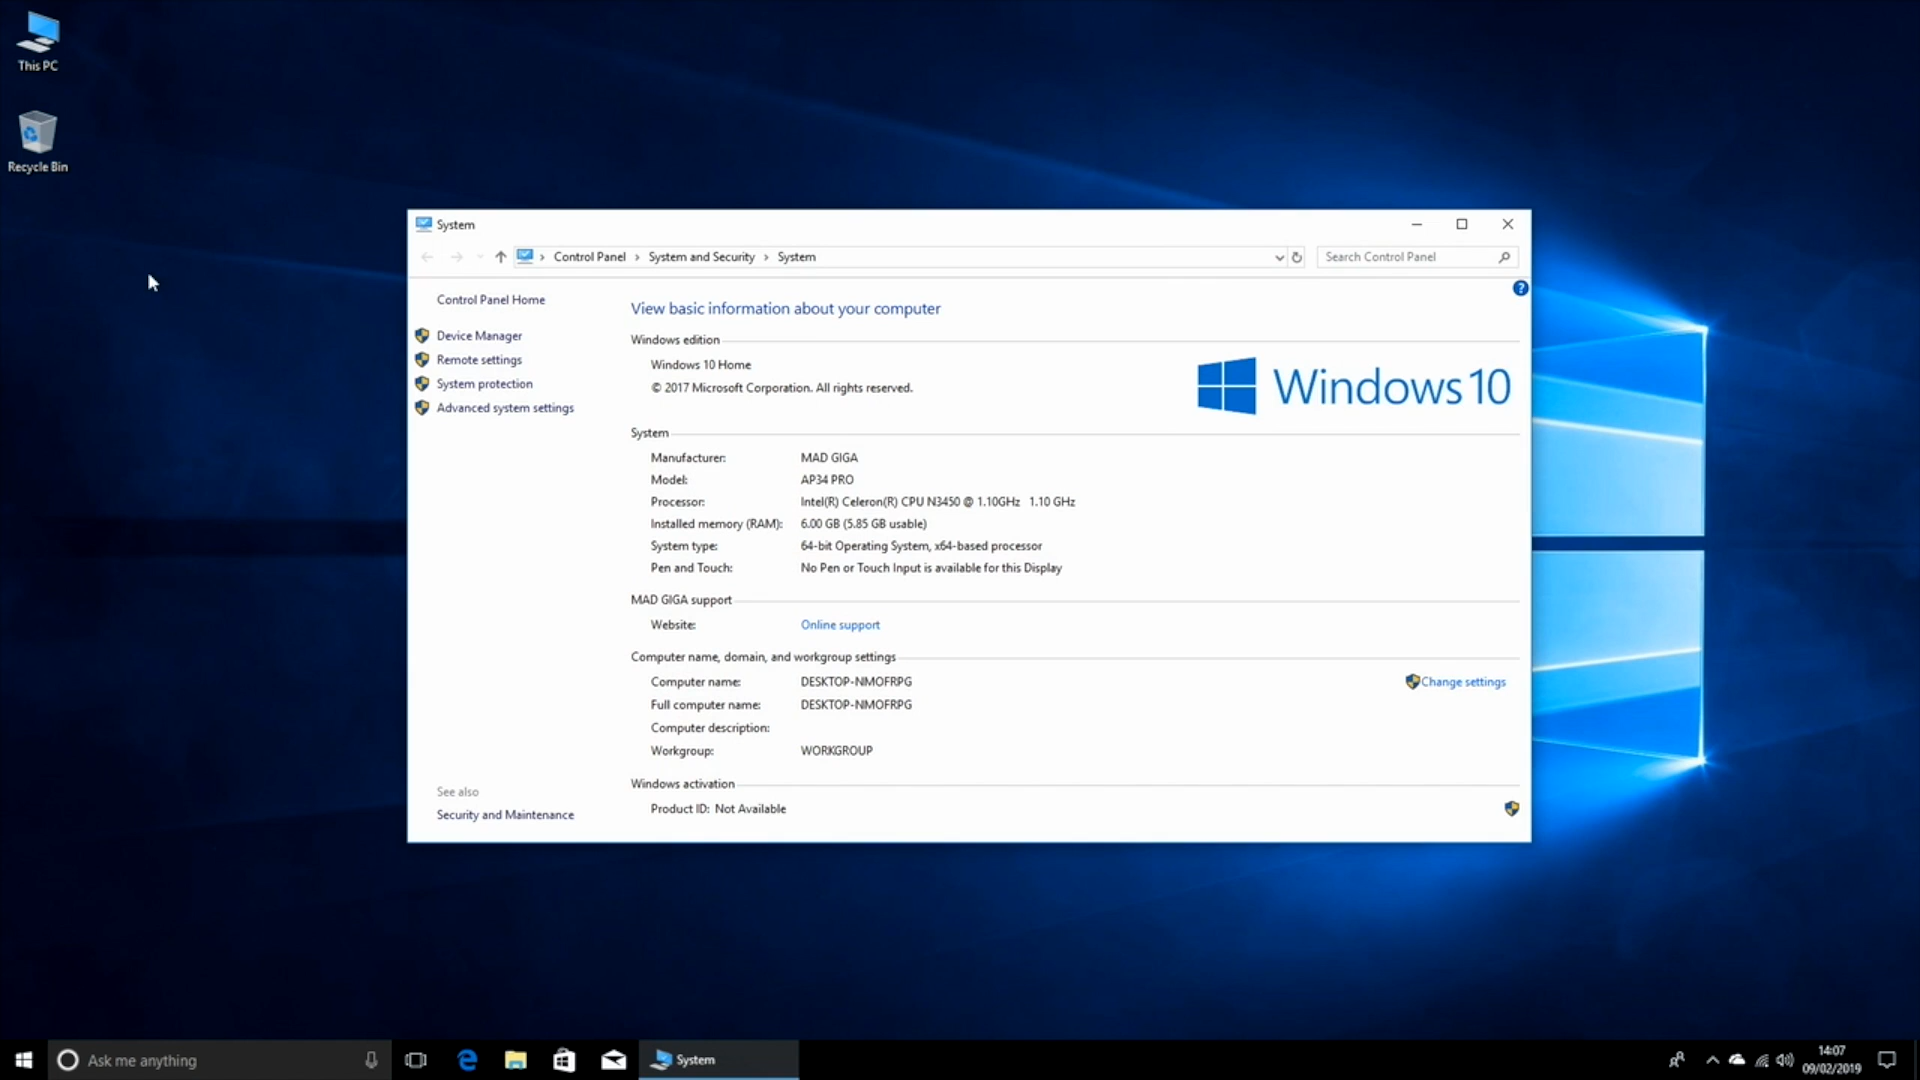 This PC
Recycle Bin
System
Control Panel › System and Security › System
Search Control Panel
Control Panel Home
Device Manager
Remote settings
System protection
Advanced system settings
See also
Security and Maintenance
View basic information about your computer
Windows edition
Windows 10 Home
© 2017 Microsoft Corporation. All rights reserved.
Windows 10
System
Manufacturer: MAD GIGA
Model: AP34 PRO
Processor: Intel(R) Celeron(R) CPU N3450 @ 1.10GHz 1.10 GHz
Installed memory (RAM): 6.00 GB (5.85 GB usable)
System type: 64-bit Operating System, x64-based processor
Pen and Touch: No Pen or Touch Input is available for this Display
MAD GIGA support
Website: Online support
Computer name, domain, and workgroup settings
Computer name: DESKTOP-NMOFRPG
Change settings
Full computer name: DESKTOP-NMOFRPG
Computer description:
Workgroup: WORKGROUP
Windows activation
Product ID: Not Available
Ask me anything
System
14:07
09/02/2019